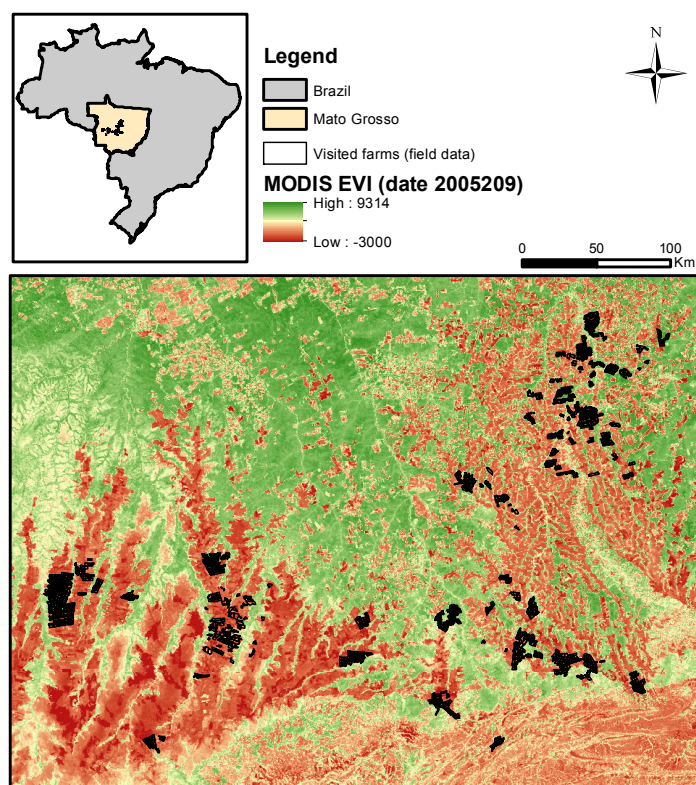 N
Legend
Brazil
Mato Grosso
Visited farms (field data)
MODIS EVI (date 2005209)
High : 9314
Low : -3000
0 50 100
Km